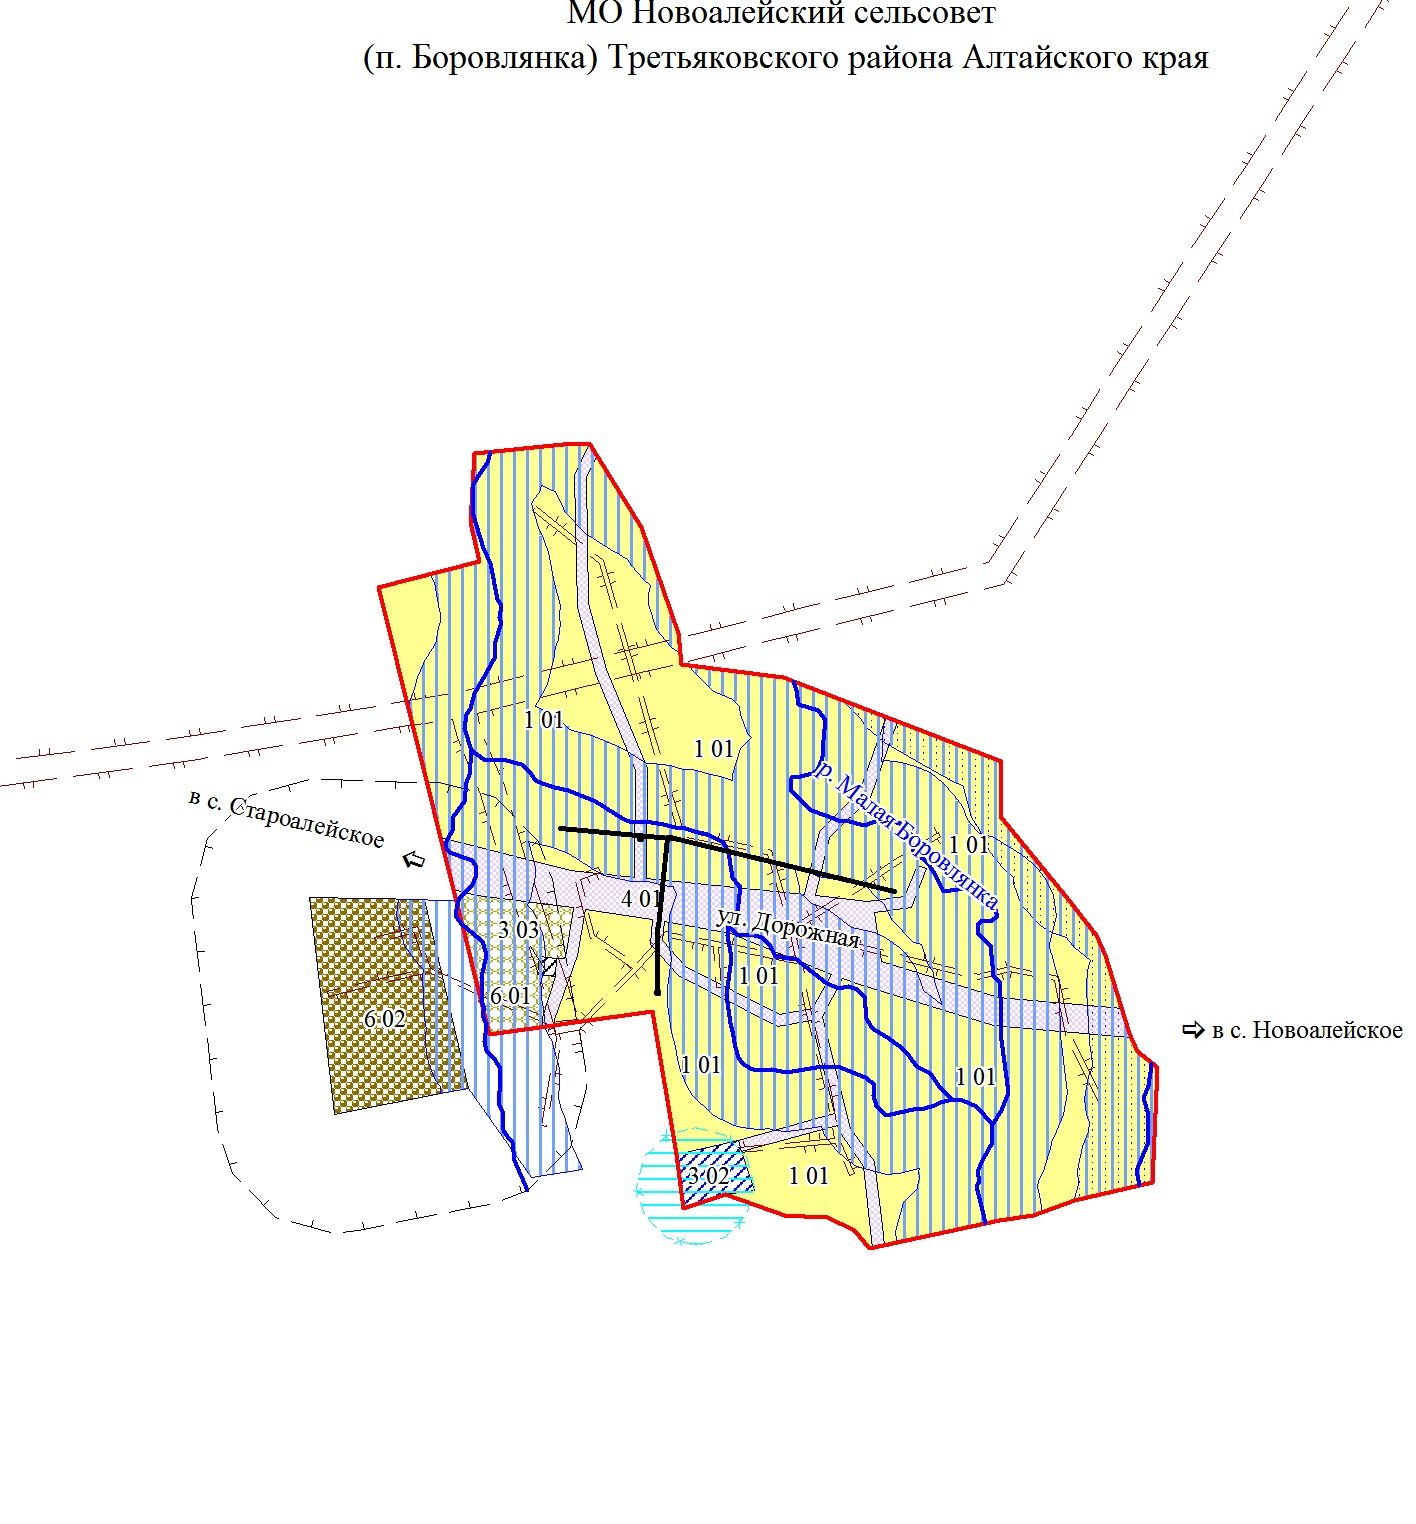 МО Новоалейский сельсовет
(п. Боровлянка) Третьяковского района Алтайского края
1 01
1 01
р. Малая Боровлянка
в с. Староалейское
1 01
4 01
ул. Дорожная
3 03
1 01
6 01
6 02
в с. Новоалейское
1 01
1 01
3 02
1 01